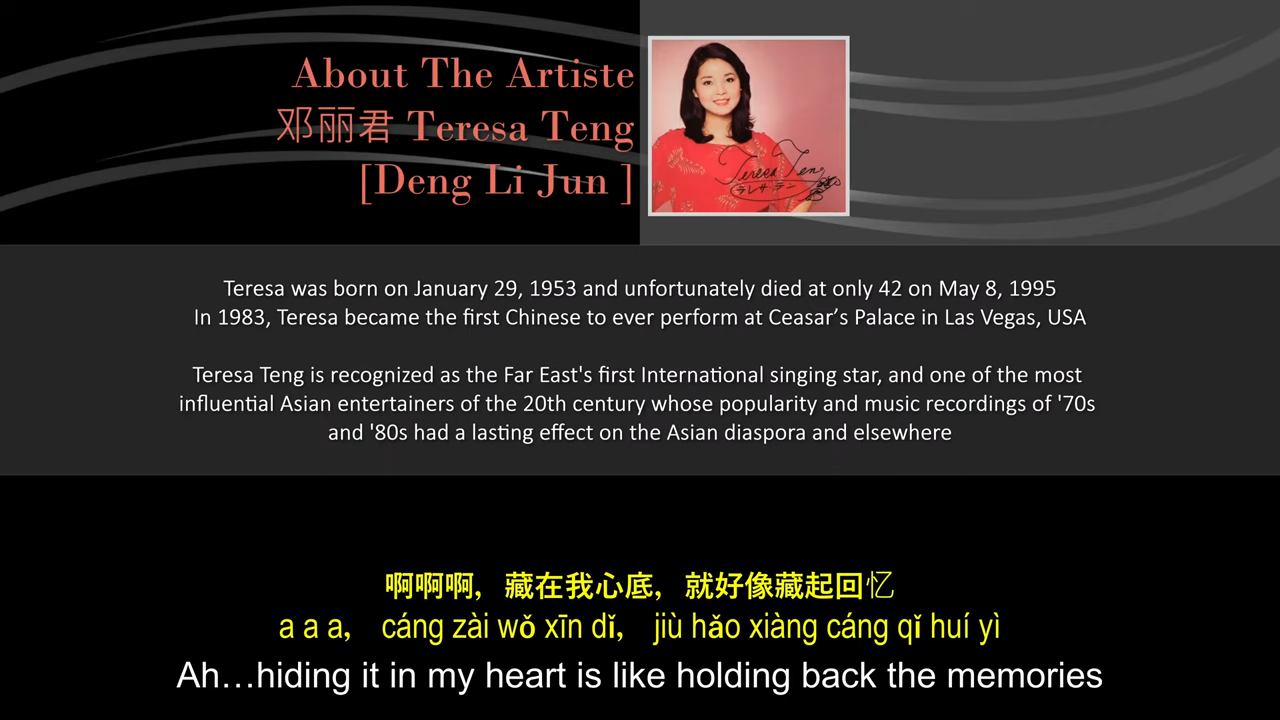 About The Artiste
邓丽君 Teresa Teng
[Deng Li Jun ]
Teresa Teng
テレサ テン
Teresa was born on January 29, 1953 and unfortunately died at only 42 on May 8, 1995
In 1983, Teresa became the first Chinese to ever perform at Ceasar’s Palace in Las Vegas, USA
Teresa Teng is recognized as the Far East's first International singing star, and one of the most
influential Asian entertainers of the 20th century whose popularity and music recordings of '70s
and '80s had a lasting effect on the Asian diaspora and elsewhere
啊啊啊，藏在我心底，就好像藏起回忆
a a a， cáng zài wǒ xīn dǐ， jiù hǎo xiàng cáng qǐ huí yì
Ah…hiding it in my heart is like holding back the memories